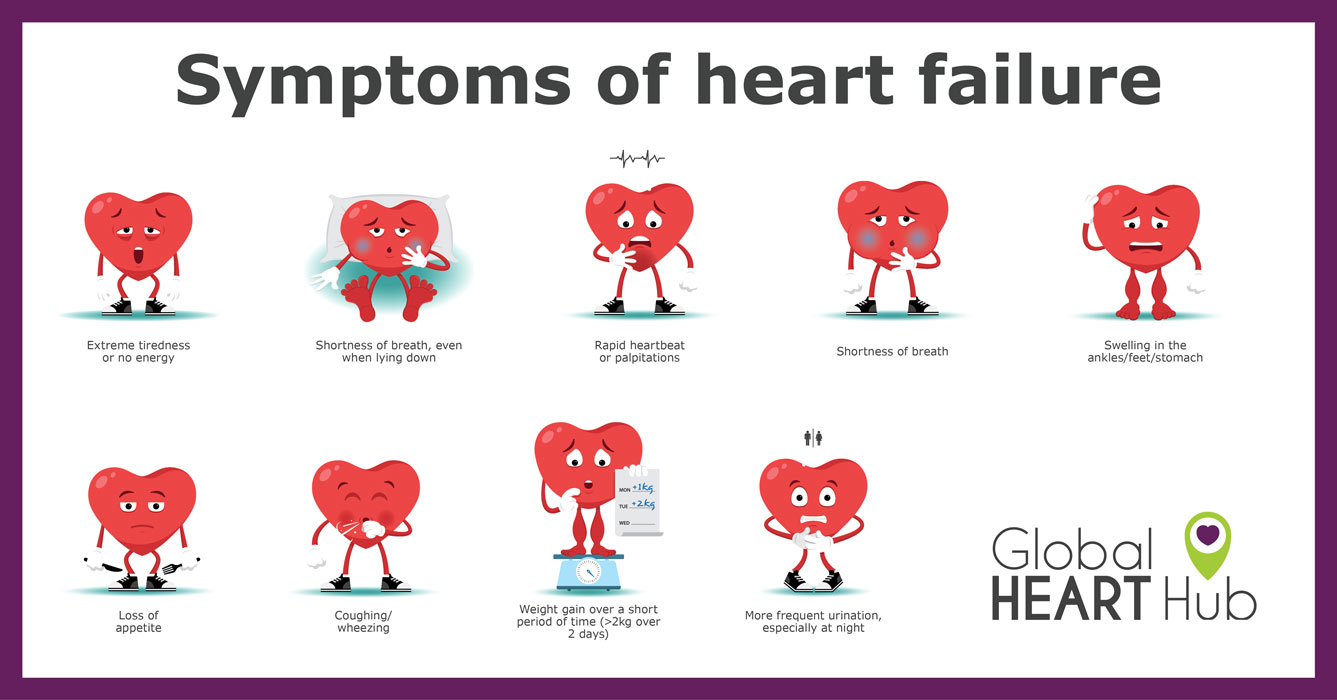 Symptoms of heart failure
Extreme tiredness
or no energy
Shortness of breath, even
when lying down
Rapid heartbeat
or palpitations
Shortness of breath
Swelling in the
ankles/feet/stomach
Loss of
appetite
Coughing/
wheezing
MON +1kg
TUE +2kg
WED
Weight gain over a short
period of time (>2kg over
2 days)
More frequent urination,
especially at night
Global
HEART Hub